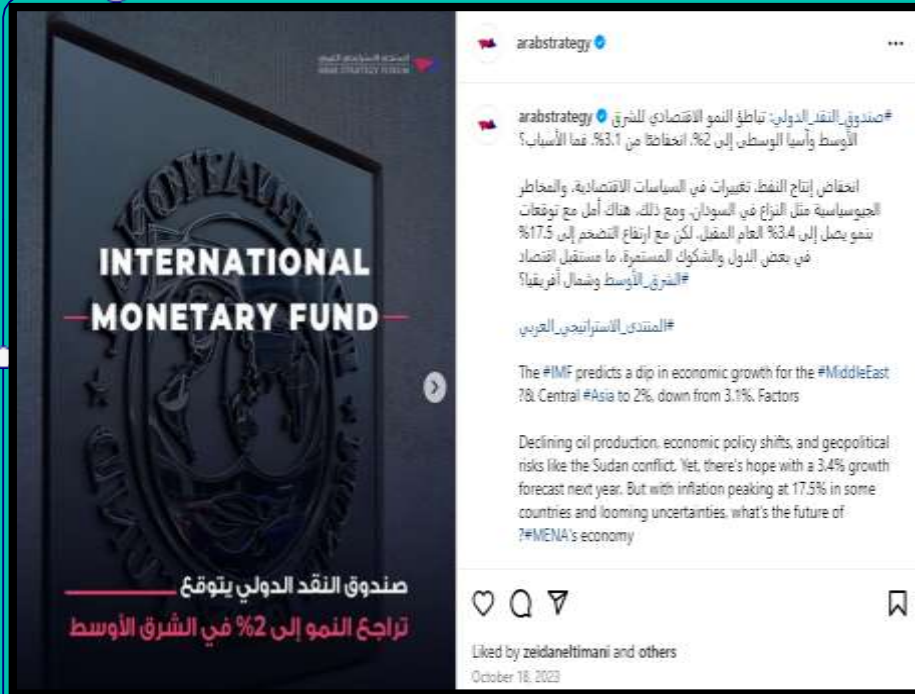 المنتدى الاستراتيجي العربي
ARAB STRATEGY FORUM
INTERNATIONAL
MONETARY FUND
صندوق النقد الدولي يتوقع
تراجع النمو إلى 2% في الشرق الأوسط
arabstrategy
arabstrategy #صندوق_النقد_الدولي: تباطؤ النمو الاقتصادي للشرق
الأوسط وآسيا الوسطى إلى 2%، انخفاضًا من 3.1%. فما الأسباب؟
انخفاض إنتاج النفط، تغييرات في السياسات الاقتصادية، والمخاطر
الجيوسياسية مثل النزاع في السودان. ومع ذلك، هناك أمل مع توقعات
بنمو يصل إلى 3.4% العام المقبل. لكن مع ارتفاع التضخم إلى 17.5%
في بعض الدول والشكوك المستمرة، ما مستقبل اقتصاد
#الشرق_الأوسط وشمال أفريقيا؟
#المنتدى_الاستراتيجي_العربي
The #IMF predicts a dip in economic growth for the #MiddleEast
?& Central #Asia to 2%, down from 3.1%. Factors
Declining oil production, economic policy shifts, and geopolitical
risks like the Sudan conflict. Yet, there's hope with a 3.4% growth
forecast next year. But with inflation peaking at 17.5% in some
countries and looming uncertainties, what's the future of
?#MENA's economy
Liked by zeidaneltimani and others
October 18, 2023